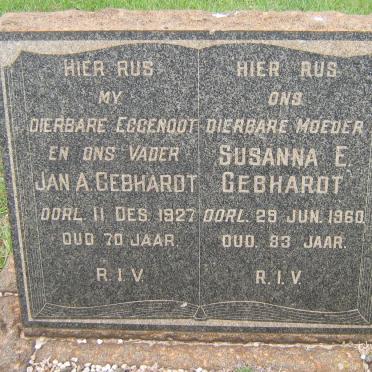 HIER RUS
MY
DIERBARE EGGENOOT
EN ONS VADER
JAN A. GEBHARDT
OORL. 11 DES. 1927
OUD 70 JAAR.
R.I.V.
HIER RUS
ONS
DIERBARE MOEDER
SUSANNA E.
GEBHARDT
OORL. 29 JUN. 1960.
OUD. 83 JAAR.
R.I.V.